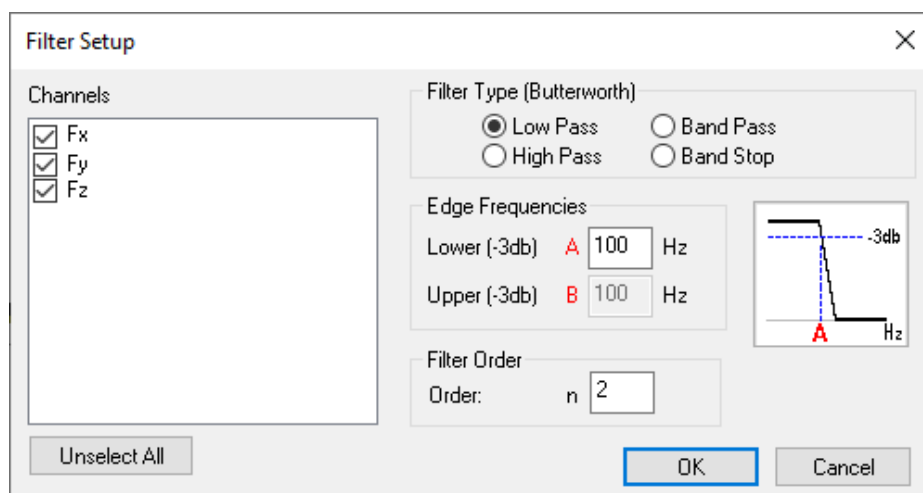 Filter Setup
Channels
Fx
Fy
Fz
Unselect All
Filter Type (Butterworth)
Low Pass Band Pass
High Pass Band Stop
Edge Frequencies
Lower (-3db) A 100 Hz
Upper (-3db) B 100 Hz
-3db
A Hz
Filter Order
Order: n 2
OK Cancel